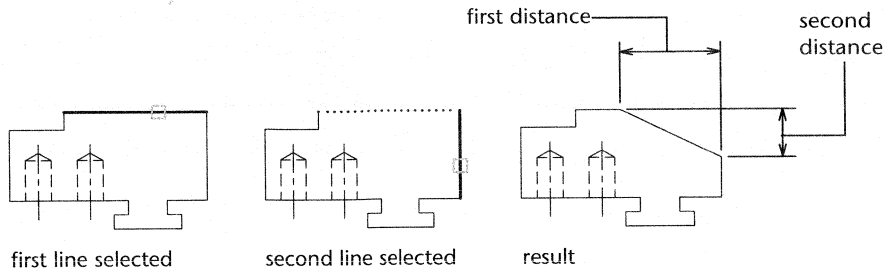 first distance
second
distance
first line selected
second line selected
result